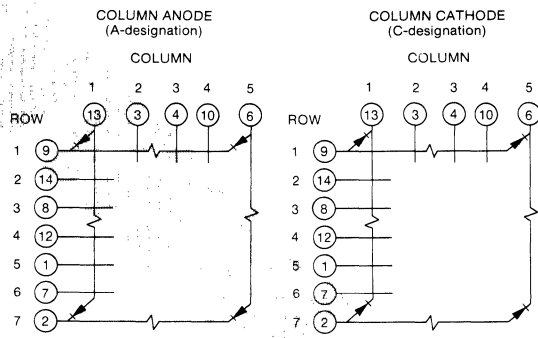 COLUMN ANODE
(A-designation)
COLUMN
1 2 3 4 5
13 3 4 10 6
ROW
1 9
2 14
3 8
4 12
5 1
6 7
7 2
COLUMN CATHODE
(C-designation)
COLUMN
1 2 3 4 5
13 3 4 10 6
ROW
1 9
2 14
3 8
4 12
5 1
6 7
7 2